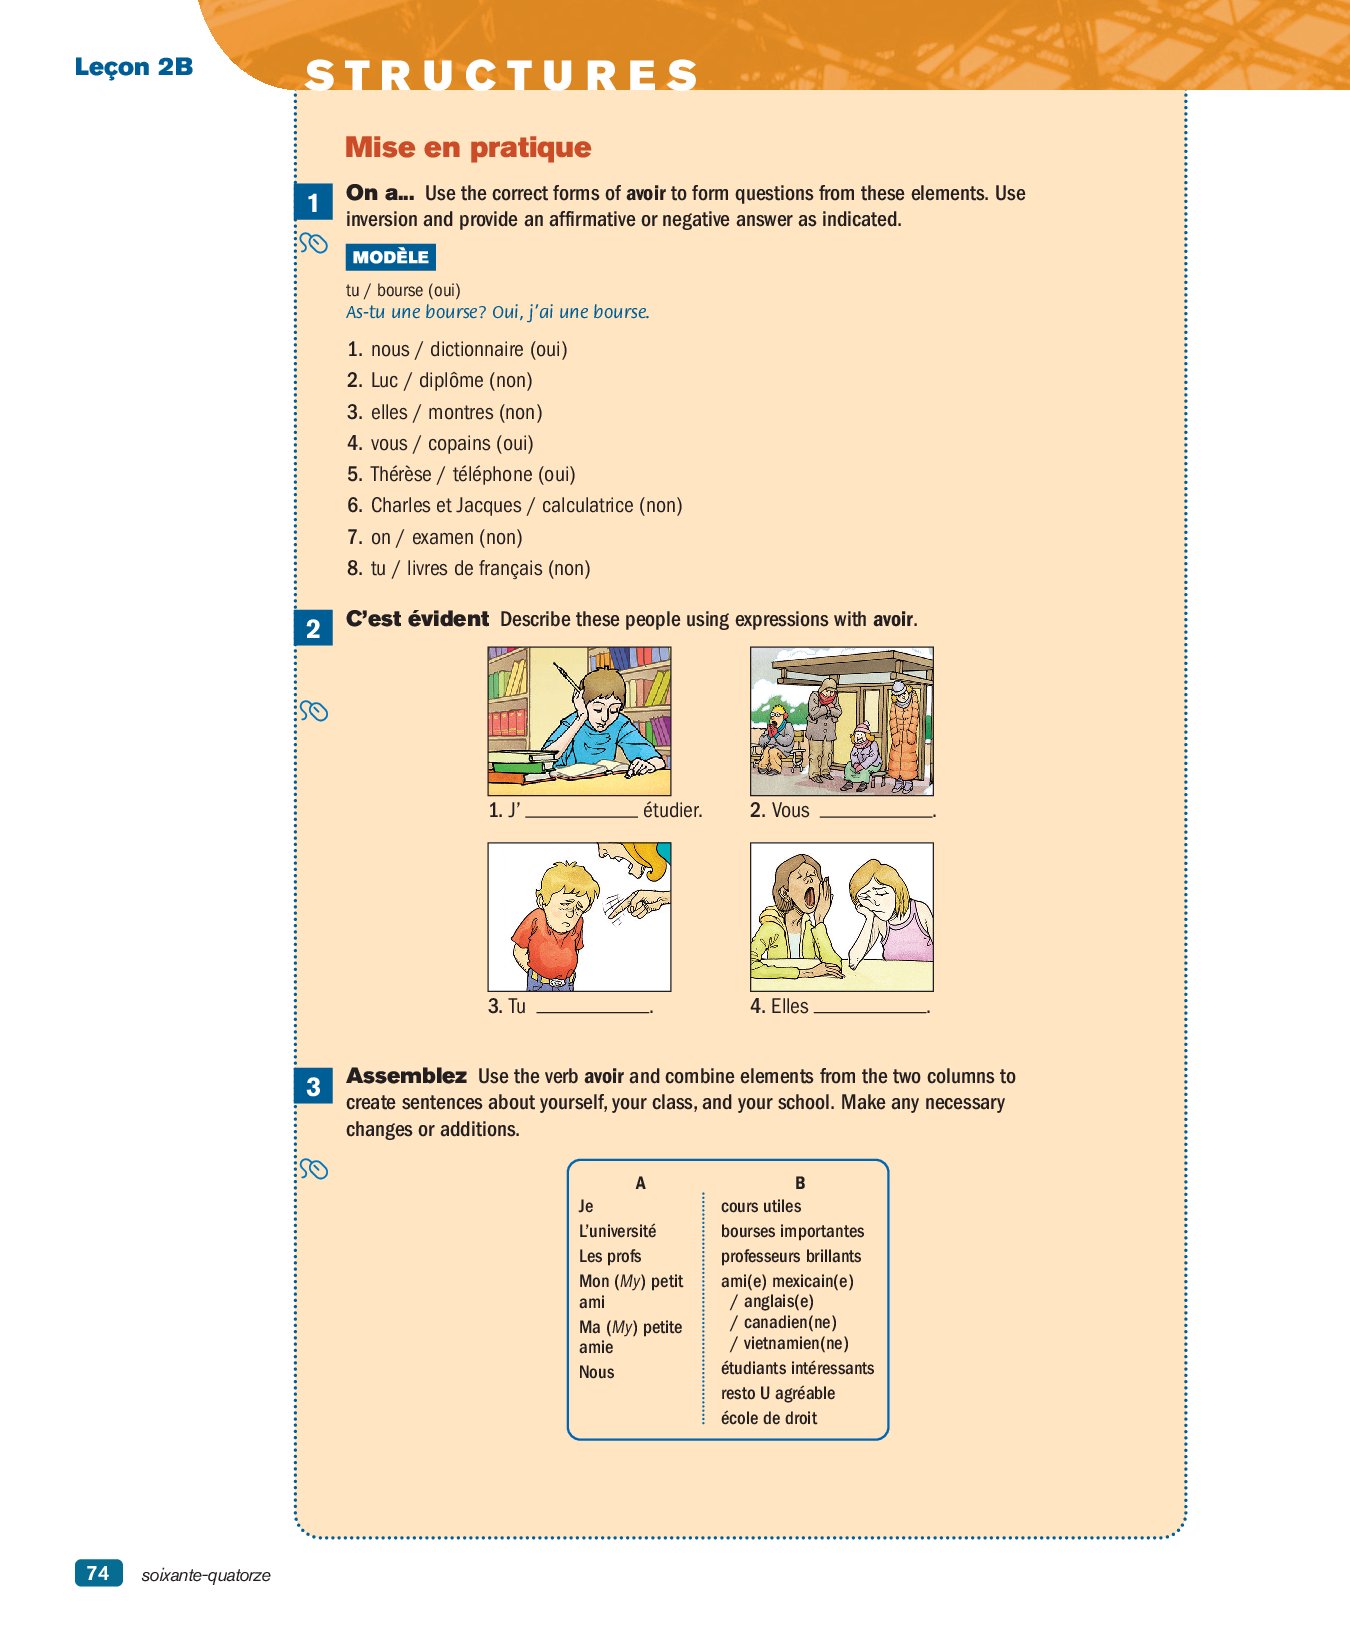 Leçon 2B
STRUCTURES
Mise en pratique
1 On a... Use the correct forms of avoir to form questions from these elements. Use
inversion and provide an affirmative or negative answer as indicated.
MODÈLE
tu / bourse (oui)
As-tu une bourse? Oui, j'ai une bourse.
1. nous / dictionnaire (oui)
2. Luc / diplôme (non)
3. elles / montres (non)
4. vous / copains (oui)
5. Thérèse / téléphone (oui)
6. Charles et Jacques / calculatrice (non)
7. on / examen (non)
8. tu / livres de français (non)
2 C'est évident Describe these people using expressions with avoir.
1. J' ___________ étudier.
2. Vous ___________.
3. Tu ___________.
4. Elles ___________.
3 Assemblez Use the verb avoir and combine elements from the two columns to
create sentences about yourself, your class, and your school. Make any necessary
changes or additions.
A
Je
L'université
Les profs
Mon (My) petit
ami
Ma (My) petite
amie
Nous
B
cours utiles
bourses importantes
professeurs brillants
ami(e) mexicain(e)
/ anglais(e)
/ canadien(ne)
/ vietnamien(ne)
étudiants intéressants
resto U agréable
école de droit
74 soixante-quatorze